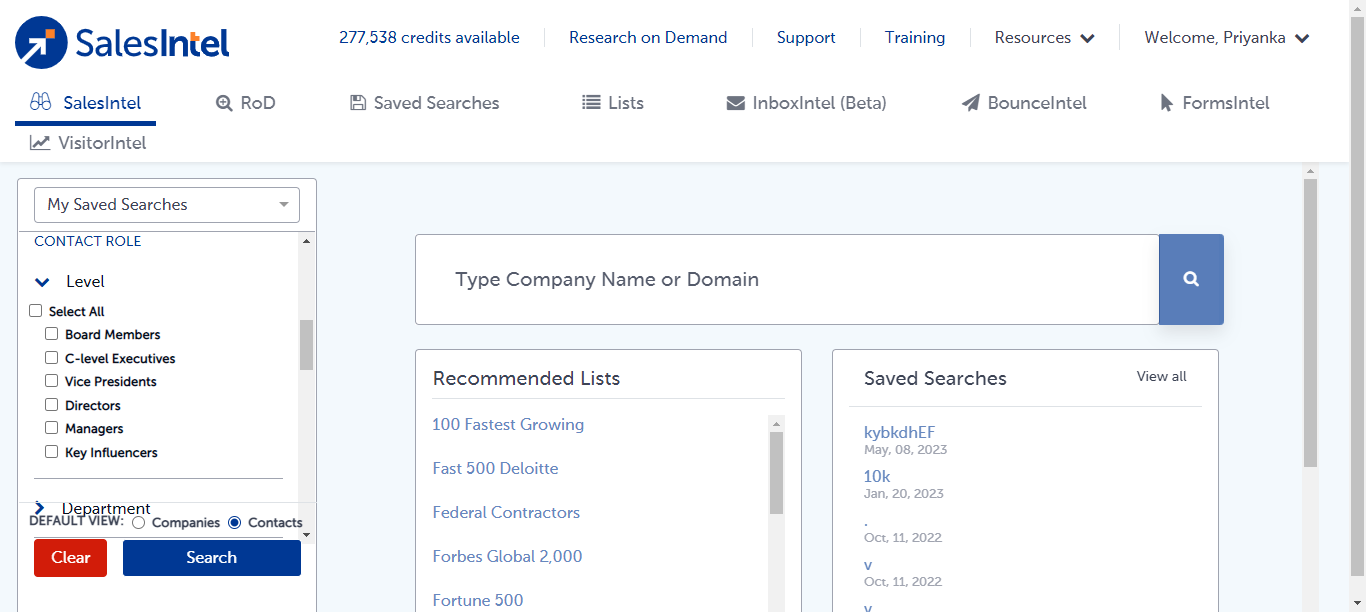 SalesIntel
277,538 credits available
Research on Demand
Support
Training
Resources
Welcome, Priyanka
SalesIntel
RoD
Saved Searches
Lists
InboxIntel (Beta)
BounceIntel
FormsIntel
VisitorIntel
My Saved Searches
CONTACT ROLE
Level
Select All
Board Members
C-level Executives
Vice Presidents
Directors
Managers
Key Influencers
Department
DEFAULT VIEW: Companies Contacts
Clear
Search
Type Company Name or Domain
Recommended Lists
100 Fastest Growing
Fast 500 Deloitte
Federal Contractors
Forbes Global 2,000
Fortune 500
Saved Searches
View all
kybkdhEF
May, 08, 2023
10k
Jan, 20, 2023
.
Oct, 11, 2022
v
Oct, 11, 2022
v